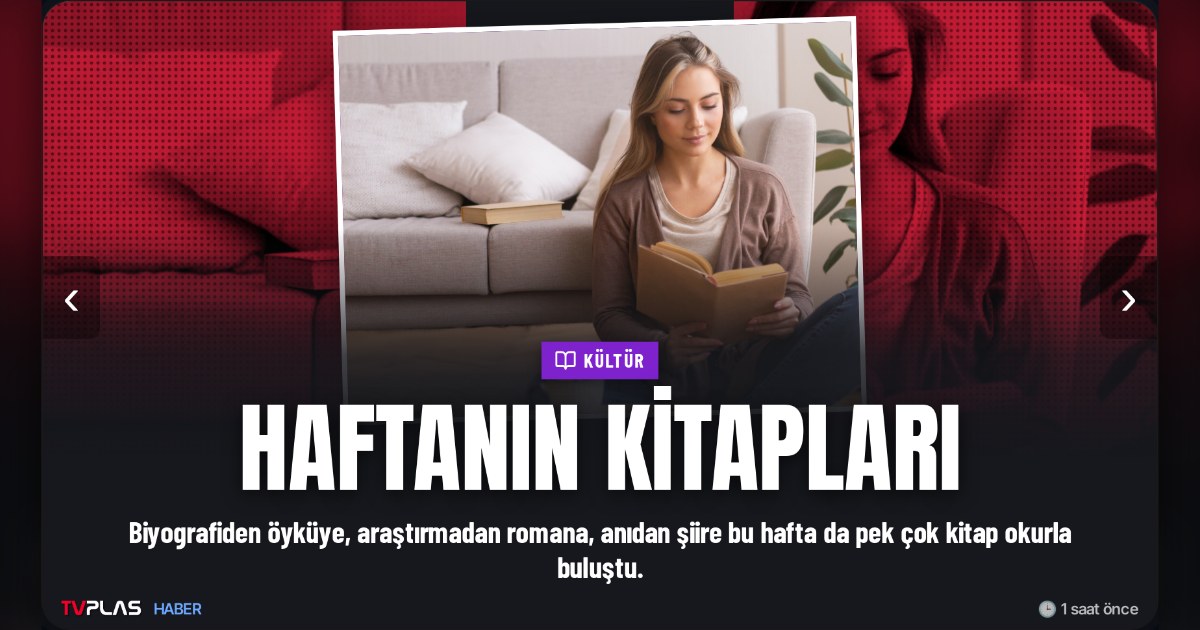 KÜLTÜR
HAFTANIN KİTAPLARI
Biyografiden öyküye, araştırmadan romana, anıdan şiire bu hafta da pek çok kitap okurla
buluştu.
TVPLAS HABER
1 saat önce